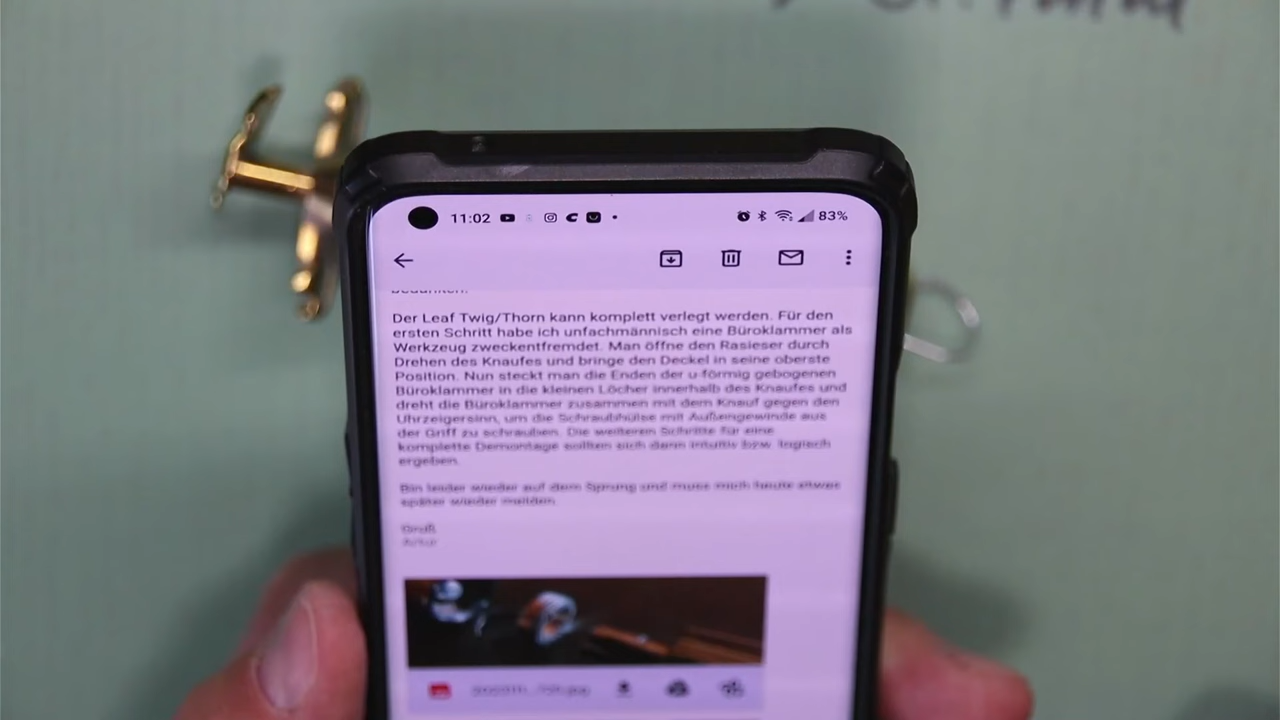 11:02
83%
Der Leaf Twig/Thorn kann komplett verlegt werden. Für den
ersten Schritt habe ich unfachmännisch eine Büroklammer als
Werkzeug zweckentfremdet. Man öffne den Rasieser durch
Drehen des Knaufes und bringe den Deckel in seine oberste
Position. Nun steckt man die Enden der u-förmig gebogenen
Büroklammer in die kleinen Löcher innerhalb des Knaufes und
dreht die Büroklammer zusammen mit dem Knauf gegen den
Uhrzeigersinn, um die Schraubhülse mit Außengewinde aus
der Griff zu schrauben. Die weiteren Schritte für eine
komplette Demontage sollten sich dann intuitiv bzw. logisch
ergeben.
Bin leider wieder auf dem Sprung und muss mich heute etwas
später wieder melden.
Gruß